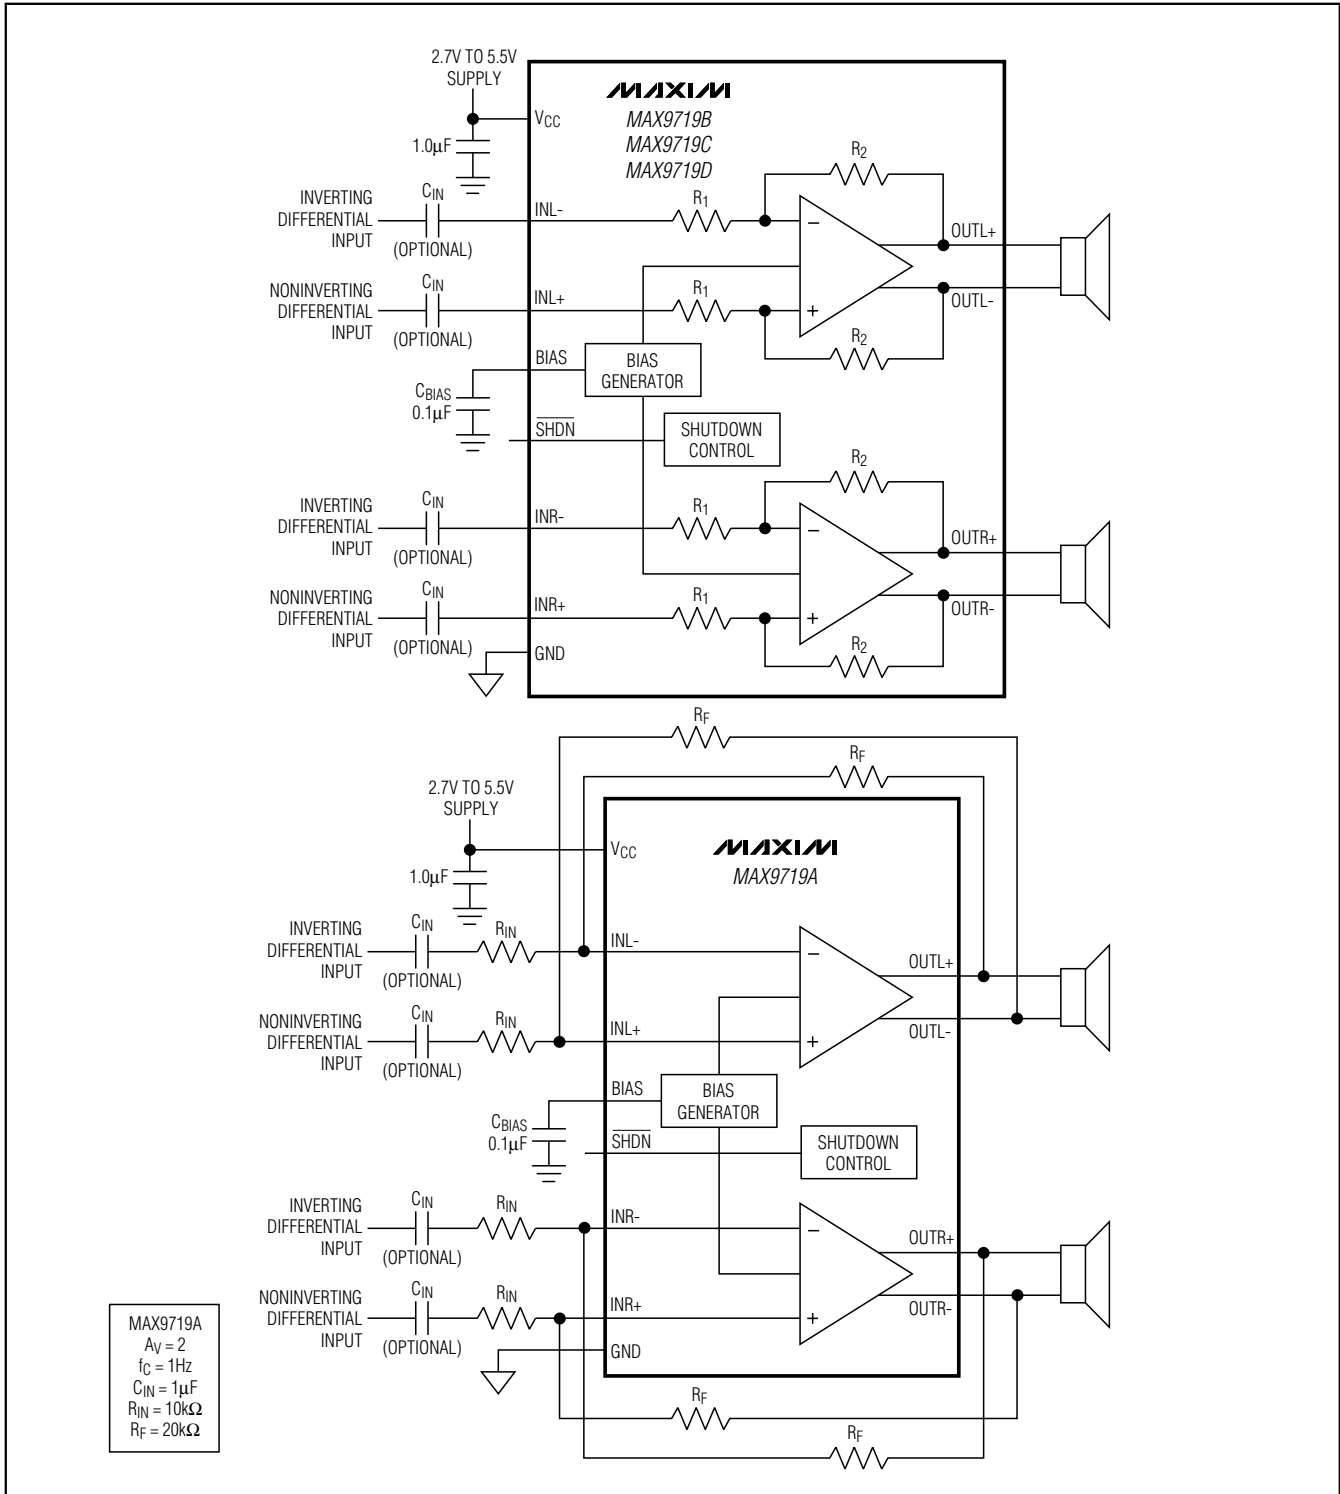 2.7V TO 5.5V
SUPPLY
MAXIM
MAX9719B
MAX9719C
MAX9719D
VCC
1.0µF
R2
INVERTING
DIFFERENTIAL
INPUT
CIN
(OPTIONAL)
INL-
R1
−
OUTL+
NONINVERTING
DIFFERENTIAL
INPUT
CIN
(OPTIONAL)
INL+
R1
+
OUTL-
R2
BIAS
BIAS
GENERATOR
CBIAS
0.1µF
SHDN
SHUTDOWN
CONTROL
R2
INVERTING
DIFFERENTIAL
INPUT
CIN
(OPTIONAL)
INR-
R1
−
OUTR+
NONINVERTING
DIFFERENTIAL
INPUT
CIN
(OPTIONAL)
INR+
R1
+
OUTR-
R2
GND
RF
RF
2.7V TO 5.5V
SUPPLY
MAXIM
MAX9719A
VCC
1.0µF
INVERTING
DIFFERENTIAL
INPUT
CIN
(OPTIONAL)
RIN
INL-
−
OUTL+
NONINVERTING
DIFFERENTIAL
INPUT
CIN
(OPTIONAL)
RIN
INL+
+
OUTL-
BIAS
BIAS
GENERATOR
CBIAS
0.1µF
SHDN
SHUTDOWN
CONTROL
INVERTING
DIFFERENTIAL
INPUT
CIN
(OPTIONAL)
RIN
INR-
−
OUTR+
NONINVERTING
DIFFERENTIAL
INPUT
CIN
(OPTIONAL)
RIN
INR+
+
OUTR-
GND
RF
RF
MAX9719A
AV = 2
fC = 1Hz
CIN = 1µF
RIN = 10kΩ
RF = 20kΩ